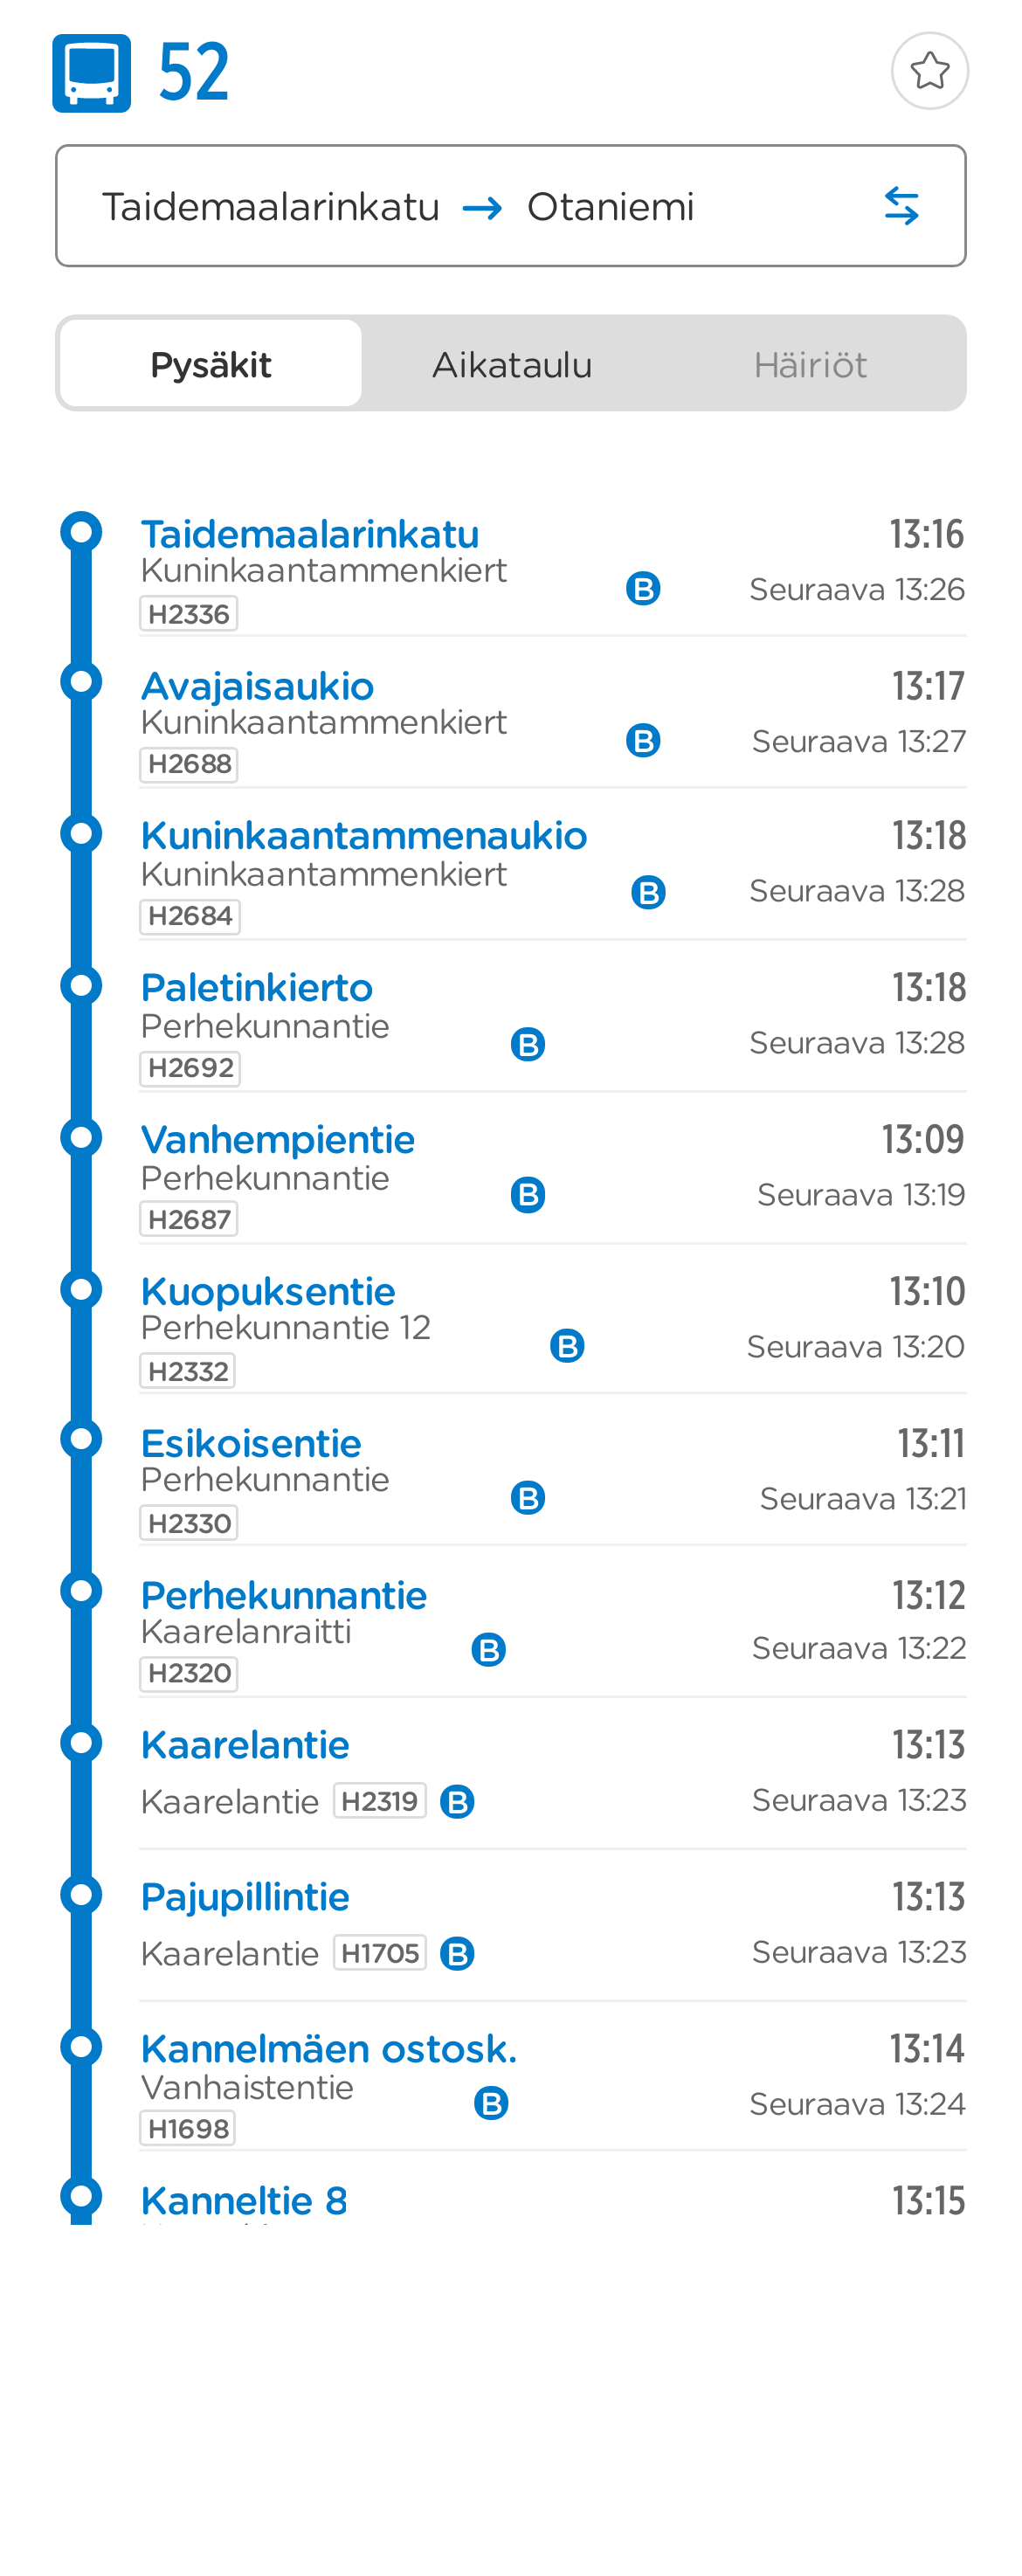 52
Taidemaalarinkatu → Otaniemi
Pysäkit Aikataulu Häiriöt
Taidemaalarinkatu 13:16
Kuninkaantammenkiert
B Seuraava 13:26
H2336
Avajaisaukio 13:17
Kuninkaantammenkiert
B Seuraava 13:27
H2688
Kuninkaantammenaukio 13:18
Kuninkaantammenkiert
B Seuraava 13:28
H2684
Paletinkierto 13:18
Perhekunnantie
B Seuraava 13:28
H2692
Vanhempientie 13:09
Perhekunnantie
B Seuraava 13:19
H2687
Kuopuksentie 13:10
Perhekunnantie 12
B Seuraava 13:20
H2332
Esikoisentie 13:11
Perhekunnantie
B Seuraava 13:21
H2330
Perhekunnantie 13:12
Kaarelanraitti
B Seuraava 13:22
H2320
Kaarelantie 13:13
Kaarelantie H2319 B Seuraava 13:23
Pajupillintie 13:13
Kaarelantie H1705 B Seuraava 13:23
Kannelmäen ostosk. 13:14
Vanhaistentie
B Seuraava 13:24
H1698
Kanneltie 8 13:15